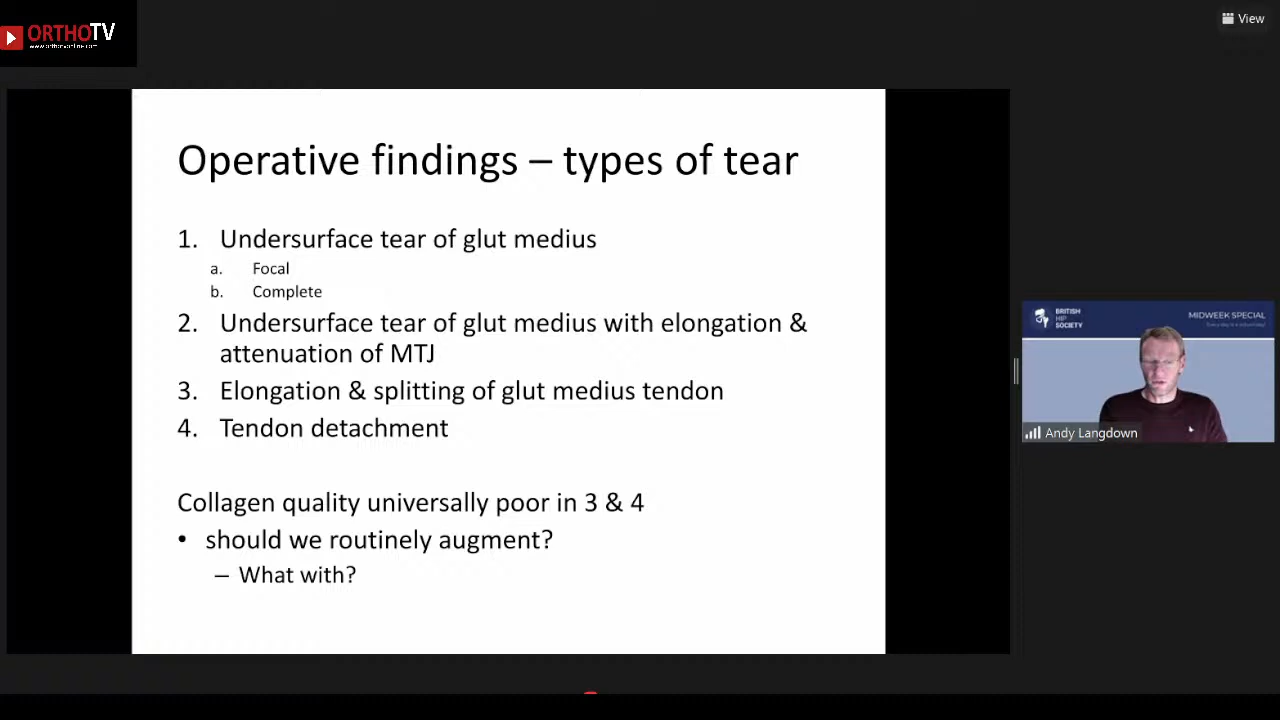 ORTHOTV
View
Operative findings – types of tear
1. Undersurface tear of glut medius
a. Focal
b. Complete
2. Undersurface tear of glut medius with elongation &
attenuation of MTJ
3. Elongation & splitting of glut medius tendon
4. Tendon detachment
Collagen quality universally poor in 3 & 4
• should we routinely augment?
– What with?
BRITISH
HIP
SOCIETY
MIDWEEK SPECIAL
Andy Langdown